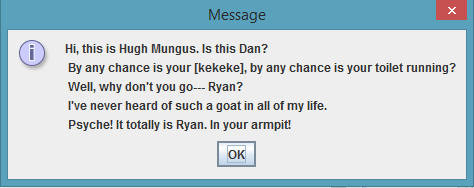 Message
Hi, this is Hugh Mungus. Is this Dan?
By any chance is your [kekeke], by any chance is your toilet running?
Well, why don't you go--- Ryan?
I've never heard of such a goat in all of my life.
Psyche! It totally is Ryan. In your armpit!
OK